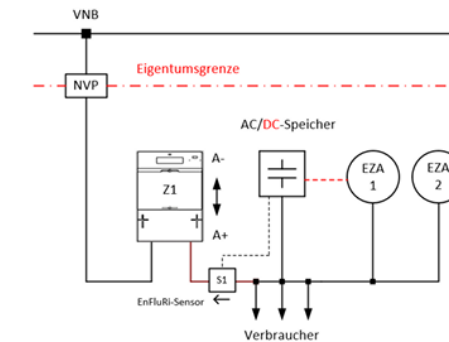 VNB
Eigentumsgrenze
NVP
AC/DC-Speicher
A-
Z1
EZA
1
EZA
2
A+
S1
EnFluRi-Sensor
Verbraucher